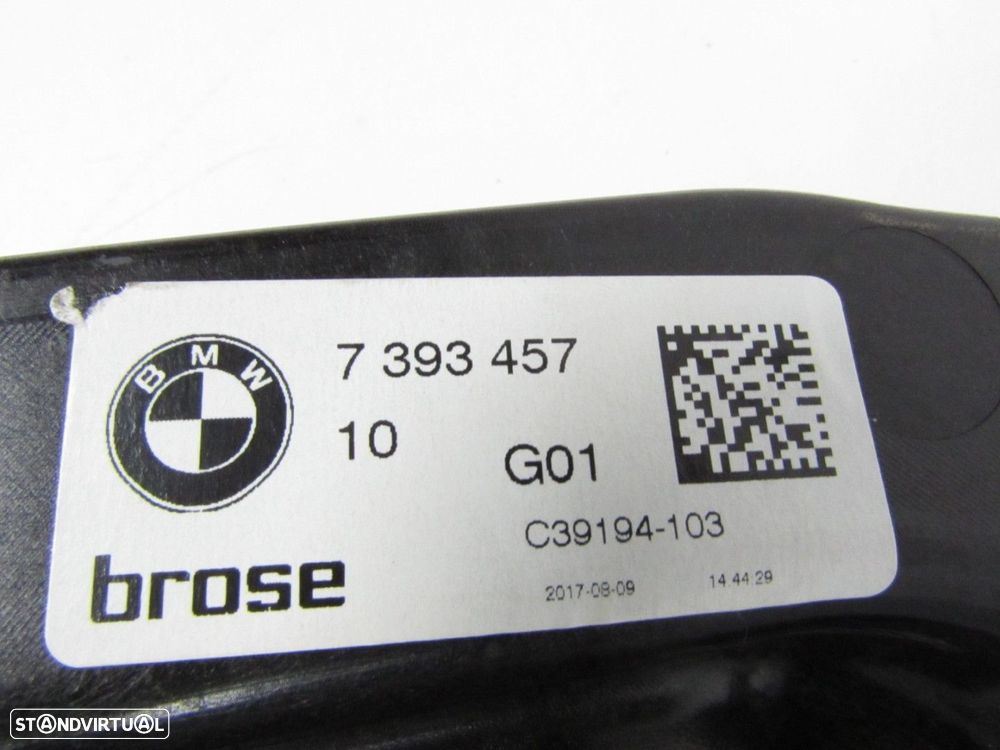 BMW
7 393 457
10
G01
C39194-103
brose
2017-08-09 14:44:29
STANDVIRTUAL